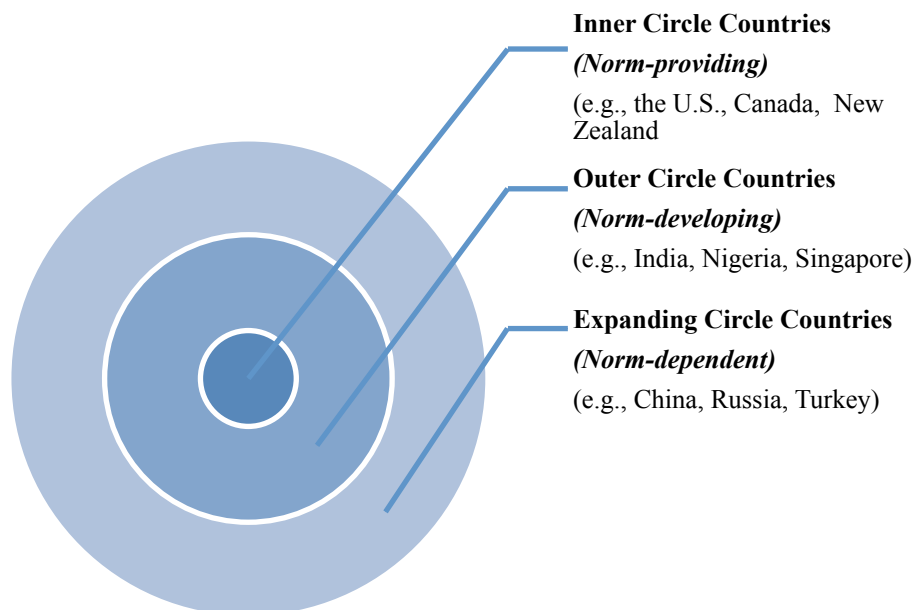 Inner Circle Countries
(Norm-providing)
(e.g., the U.S., Canada,  New
Zealand
Outer Circle Countries
(Norm-developing)
(e.g., India, Nigeria, Singapore)
Expanding Circle Countries
(Norm-dependent)
(e.g., China, Russia, Turkey)